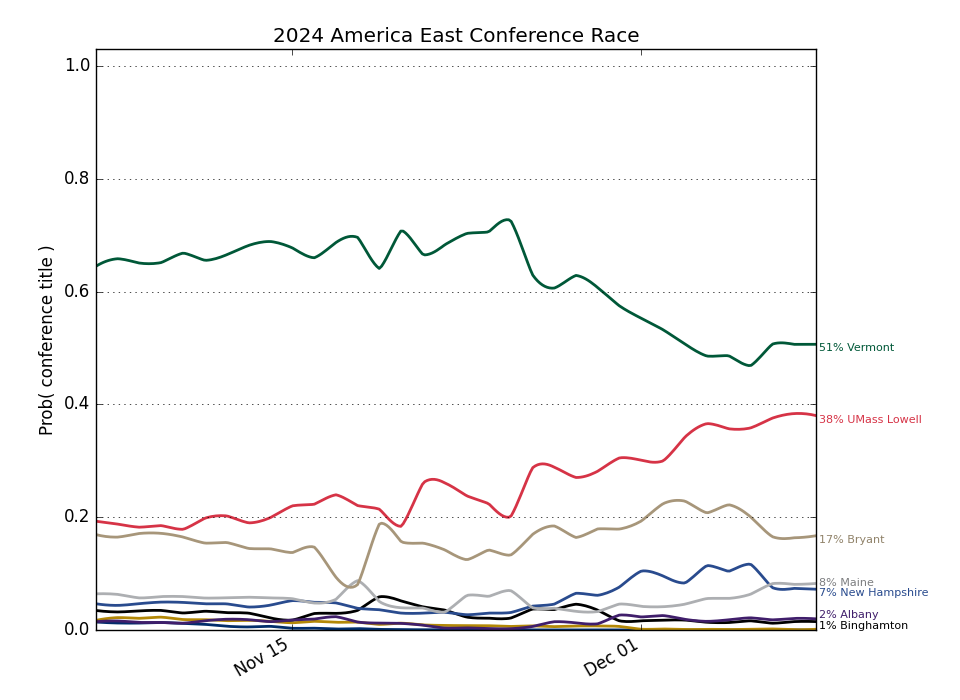 2024 America East Conference Race
Prob( conference title )
1.0
0.8
0.6
0.4
0.2
0.0
Nov 15
Dec 01
51% Vermont
38% UMass Lowell
17% Bryant
8% Maine
7% New Hampshire
2% Albany
1% Binghamton